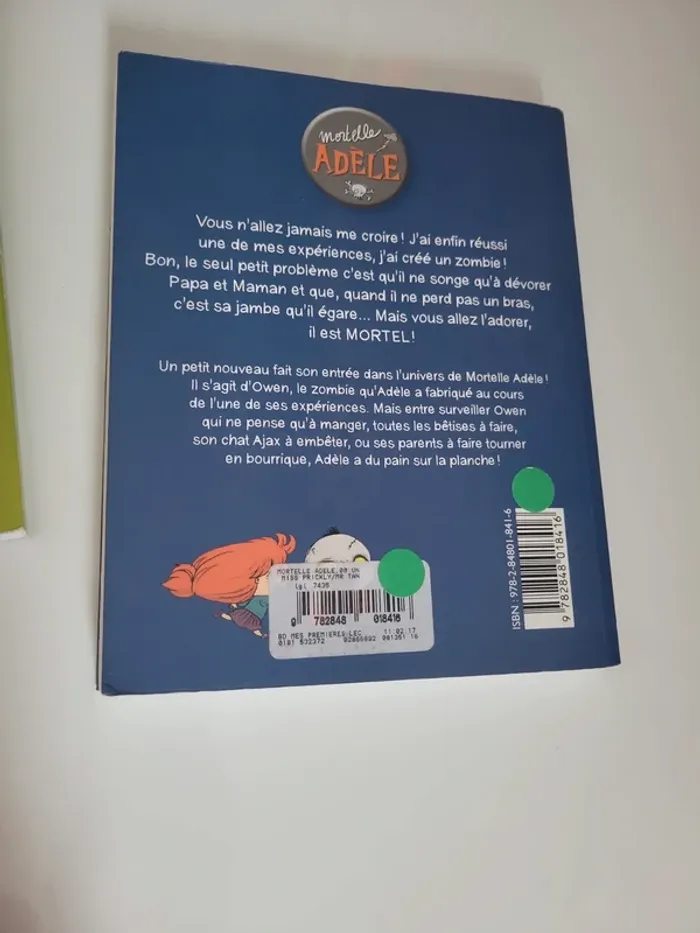 mortelle
ADÈLE
Vous n'allez jamais me croire ! J'ai enfin réussi
une de mes expériences, j'ai créé un zombie !
Bon, le seul petit problème c'est qu'il ne songe qu'à dévorer
Papa et Maman et que, quand il ne perd pas un bras,
c'est sa jambe qu'il égare... Mais vous allez l'adorer,
il est MORTEL !
Un petit nouveau fait son entrée dans l'univers de Mortelle Adèle !
Il s'agit d'Owen, le zombie qu'Adèle a fabriqué au cours
de l'une de ses expériences. Mais entre surveiller Owen
qui ne pense qu'à manger, toutes les bêtises à faire,
son chat Ajax à embêter, ou ses parents à faire tourner
en bourrique, Adèle a du pain sur la planche !
ISBN : 978-2-84801-841-6
9 782848 018416
MORTELLE ADELE
MISS PRICKLY/MR TAN
7435
9 782848 018416
BD MES PREMIERES LEC 11.02.17